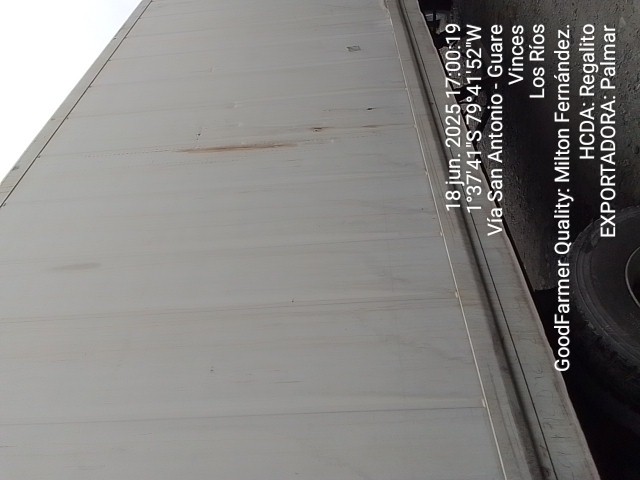 18 jun. 2025 17:00:19
1°37'41"S 79°41'52"W
Vía San Antonio - Guare
Vinces
Los Ríos
GoodFarmer Quality: Milton Fernández.
HCDA: Regalito
EXPORTADORA: Palmar